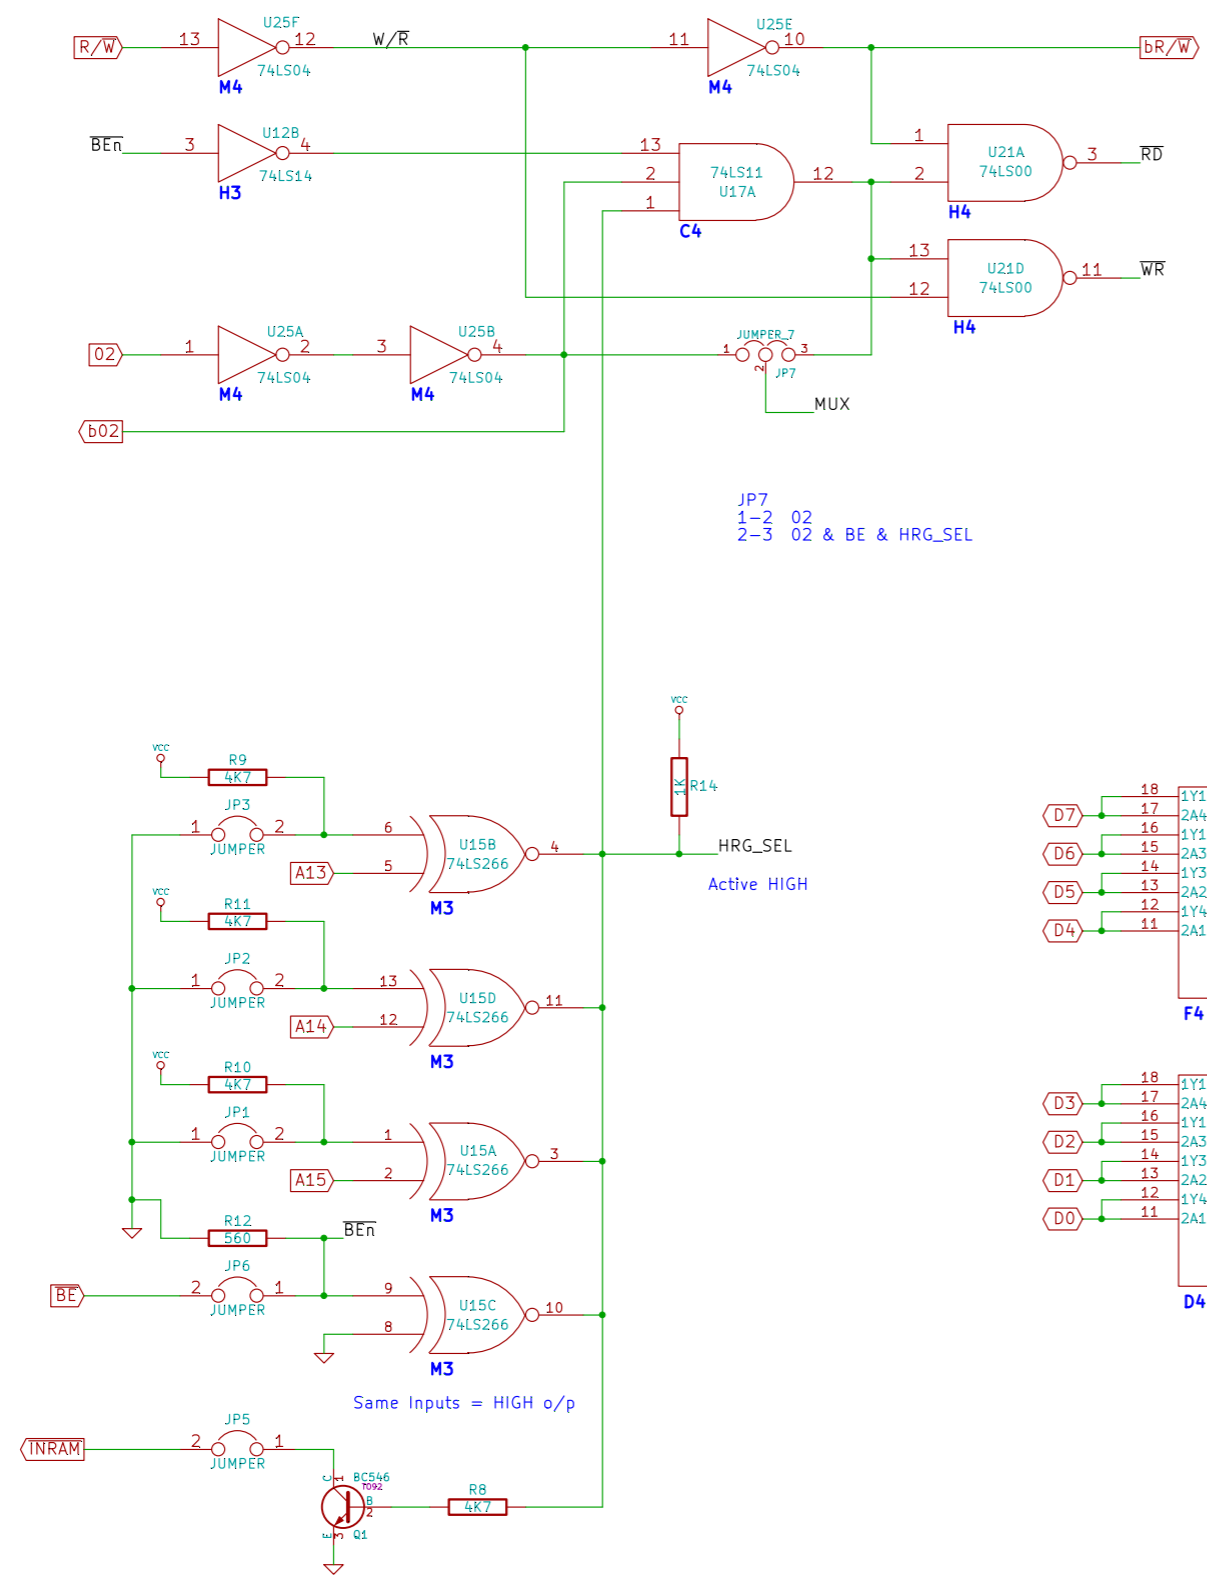 R/W 13 U25F 12 W/R 11 U25E 10 bR/W
74LS04 74LS04
M4 M4
BEn 3 U12B 4 13 1 U21A 3 RD
74LS14 2 74LS11 12 2 74LS00
H3 1 U17A H4
C4
13 U21D 11 WR
12 74LS00
H4
02 1 U25A 2 3 U25B 4 1 JUMPER_7 3
74LS04 74LS04 2 JP7
M4 M4
MUX
b02
JP7
1-2 02
2-3 02 & BE & HRG_SEL
VCC
1K R14
VCC
R9
4K7
JP3
1 2 6 U15B 4 HRG_SEL
JUMPER 74LS266
A13 5
M3
Active HIGH
VCC
R11
4K7
JP2
1 2 13 U15D 11
JUMPER 74LS266
A14 12
M3
VCC
R10
4K7
JP1
1 2 1 U15A 3
JUMPER 74LS266
A15 2
M3
R12
560
BEn
JP6
BE 2 1 9 U15C 10
JUMPER 74LS266
8
M3
Same Inputs = HIGH o/p
JP5
INRAM 2 1
JUMPER
C 1 BC546
TO92
B
2
R8
4K7
E 3 Q1
18 1Y1
D7 17 2A4
16 1Y1
D6 15 2A3
14 1Y3
D5 13 2A2
12 1Y4
D4 11 2A1
F4
18 1Y1
D3 17 2A4
16 1Y1
D2 15 2A3
14 1Y3
D1 13 2A2
12 1Y4
D0 11 2A1
D4